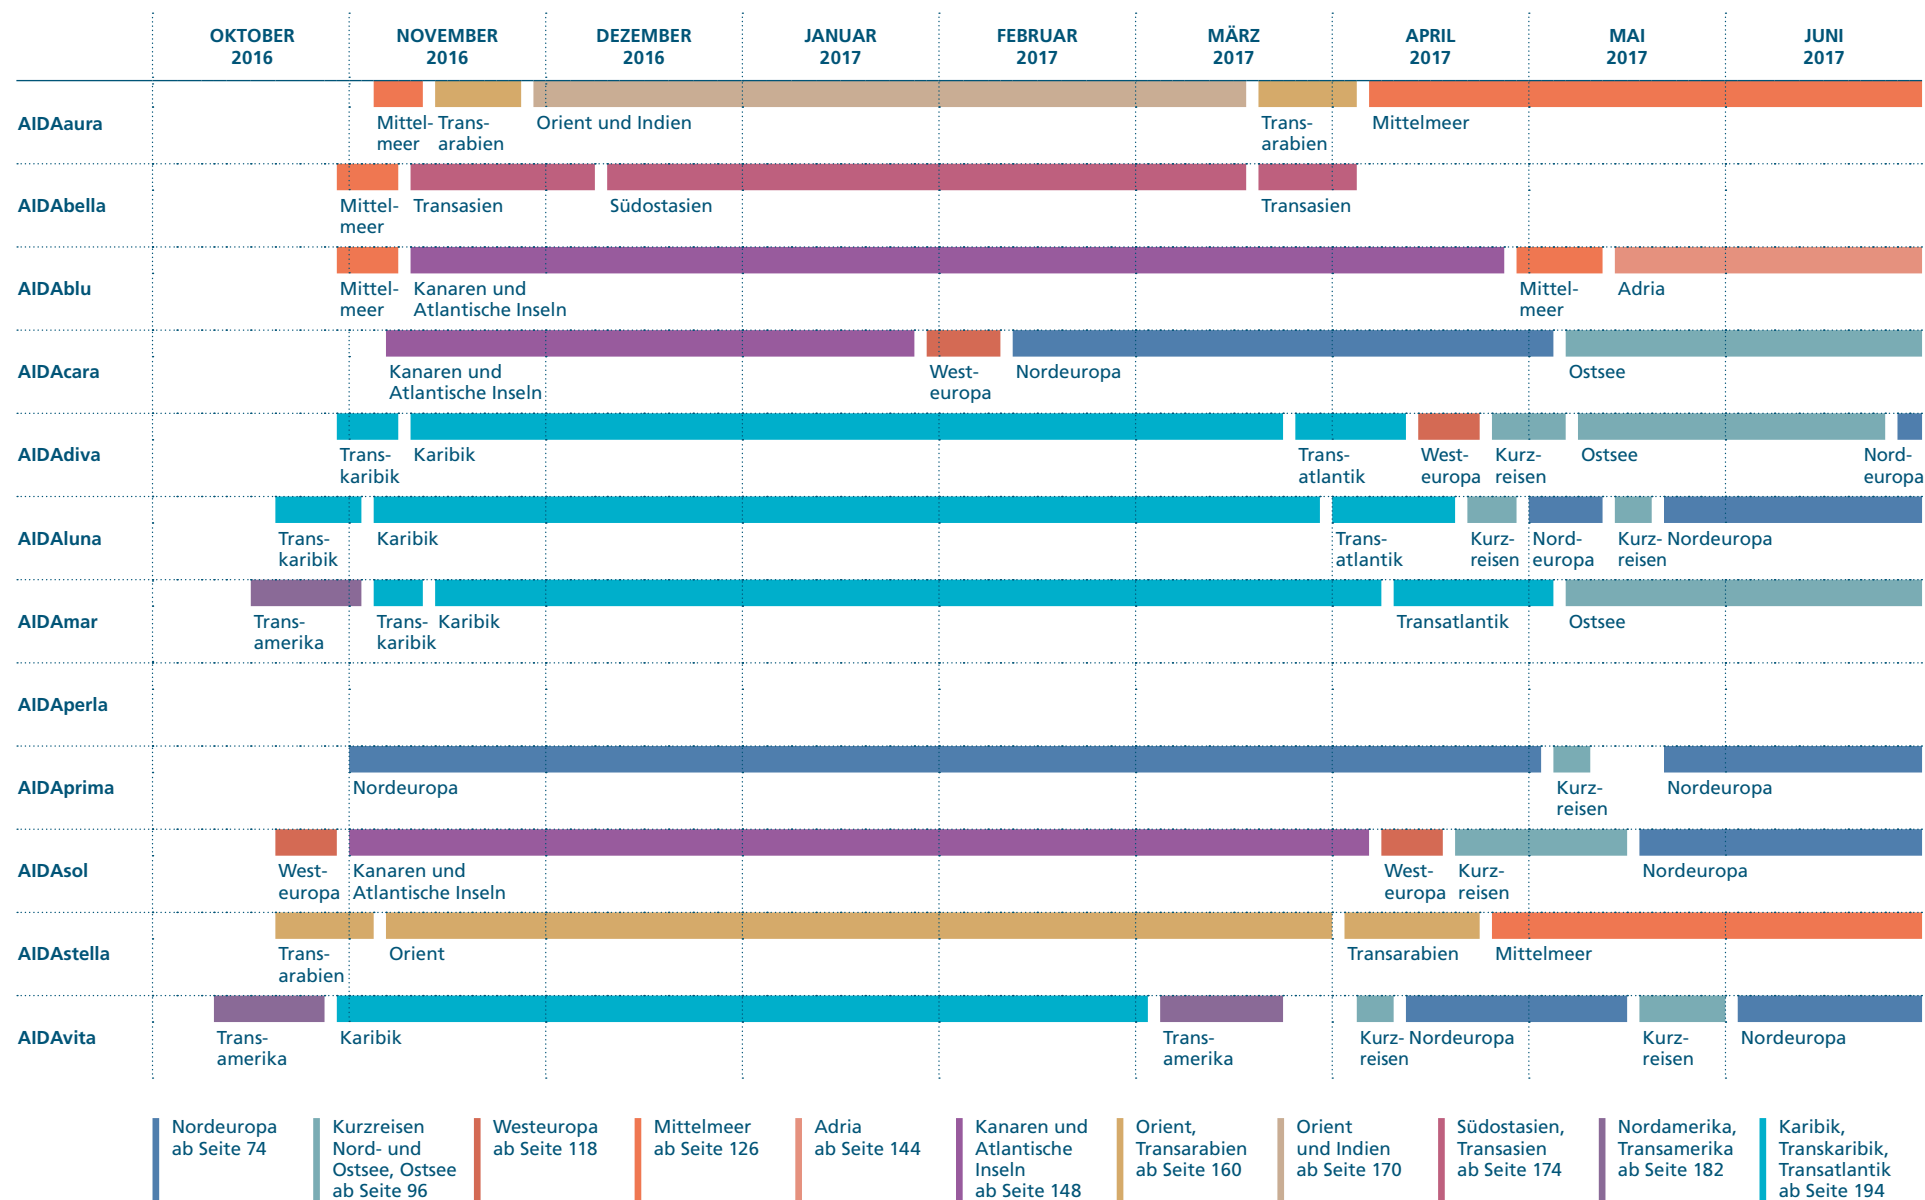 OKTOBER
2016
NOVEMBER
2016
DEZEMBER
2016
JANUAR
2017
FEBRUAR
2017
MÄRZ
2017
APRIL
2017
MAI
2017
JUNI
2017
AIDAaura
Mittel-
meer
Trans-
arabien
Orient und Indien
Trans-
arabien
Mittelmeer
AIDAbella
Mittel-
meer
Transasien
Südostasien
Transasien
AIDAblu
Mittel-
meer
Kanaren und
Atlantische Inseln
Mittel-
meer
Adria
AIDAcara
Kanaren und
Atlantische Inseln
West-
europa
Nordeuropa
Ostsee
AIDAdiva
Trans-
karibik
Karibik
Trans-
atlantik
West-
europa
Kurz-
reisen
Ostsee
Nord-
europa
AIDAluna
Trans-
karibik
Karibik
Trans-
atlantik
Kurz-
reisen
Nord-
europa
Kurz-
reisen
Nordeuropa
AIDAmar
Trans-
amerika
Trans-
karibik
Karibik
Transatlantik
Ostsee
AIDAperla
AIDAprima
Nordeuropa
Kurz-
reisen
Nordeuropa
AIDAsol
West-
europa
Kanaren und
Atlantische Inseln
West-
europa
Kurz-
reisen
Nordeuropa
AIDAstella
Trans-
arabien
Orient
Transarabien
Mittelmeer
AIDAvita
Trans-
amerika
Karibik
Trans-
amerika
Kurz-
reisen
Nordeuropa
Kurz-
reisen
Nordeuropa
Nordeuropa
ab Seite 74
Kurzreisen
Nord- und
Ostsee, Ostsee
ab Seite 96
Westeuropa
ab Seite 118
Mittelmeer
ab Seite 126
Adria
ab Seite 144
Kanaren und
Atlantische
Inseln
ab Seite 148
Orient,
Transarabien
ab Seite 160
Orient
und Indien
ab Seite 170
Südostasien,
Transasien
ab Seite 174
Nordamerika,
Transamerika
ab Seite 182
Karibik,
Transkaribik,
Transatlantik
ab Seite 194